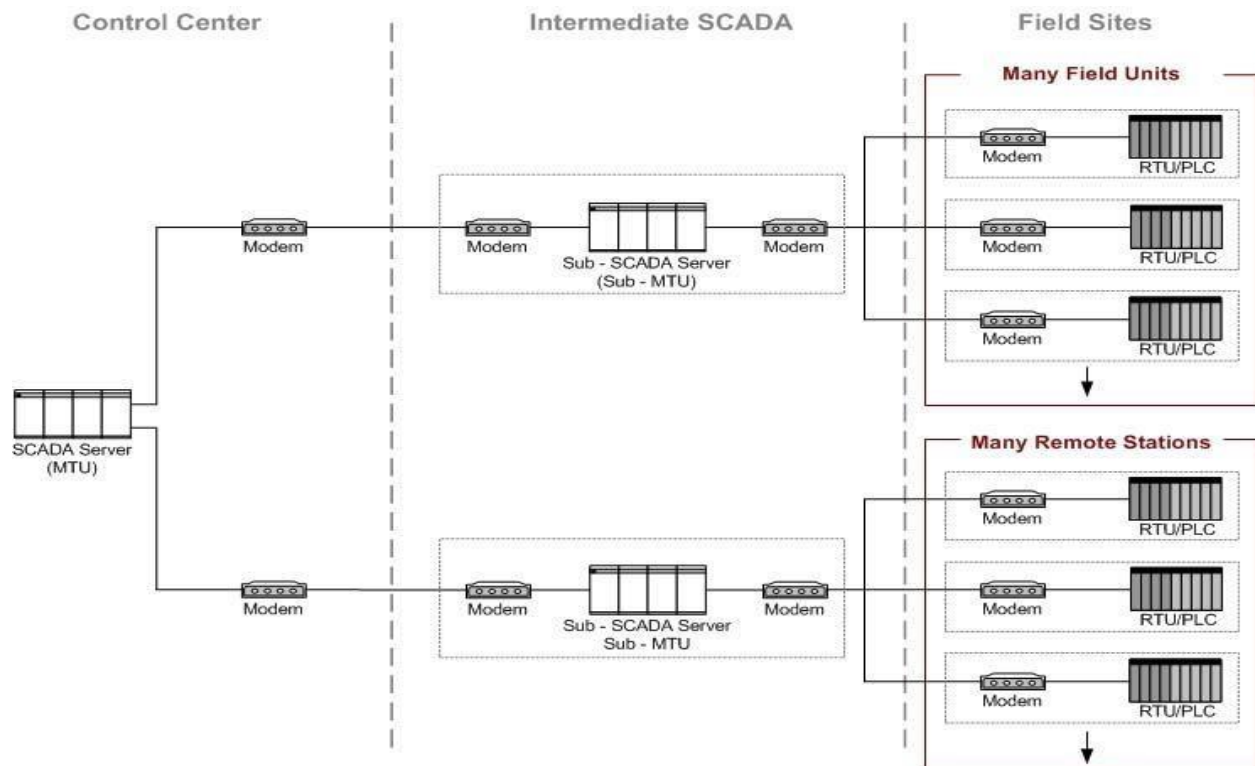 Control Center
Intermediate SCADA
Field Sites
Many Field Units
Modem
RTU/PLC
Modem
RTU/PLC
Modem
RTU/PLC
Modem
Modem
Sub - SCADA Server
(Sub - MTU)
Modem
SCADA Server
(MTU)
Many Remote Stations
Modem
RTU/PLC
Modem
RTU/PLC
Modem
RTU/PLC
Modem
Modem
Sub - SCADA Server
Sub - MTU
Modem